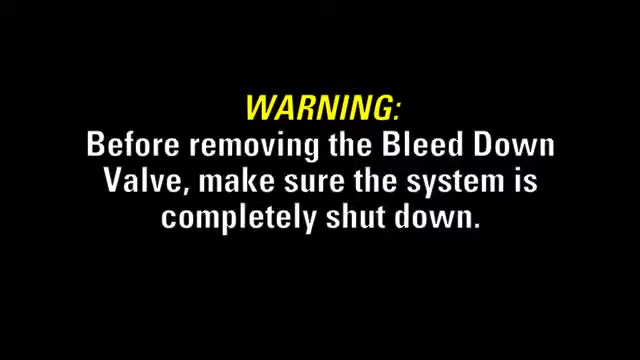 WARNING:
Before removing the Bleed Down
Valve, make sure the system is
completely shut down.